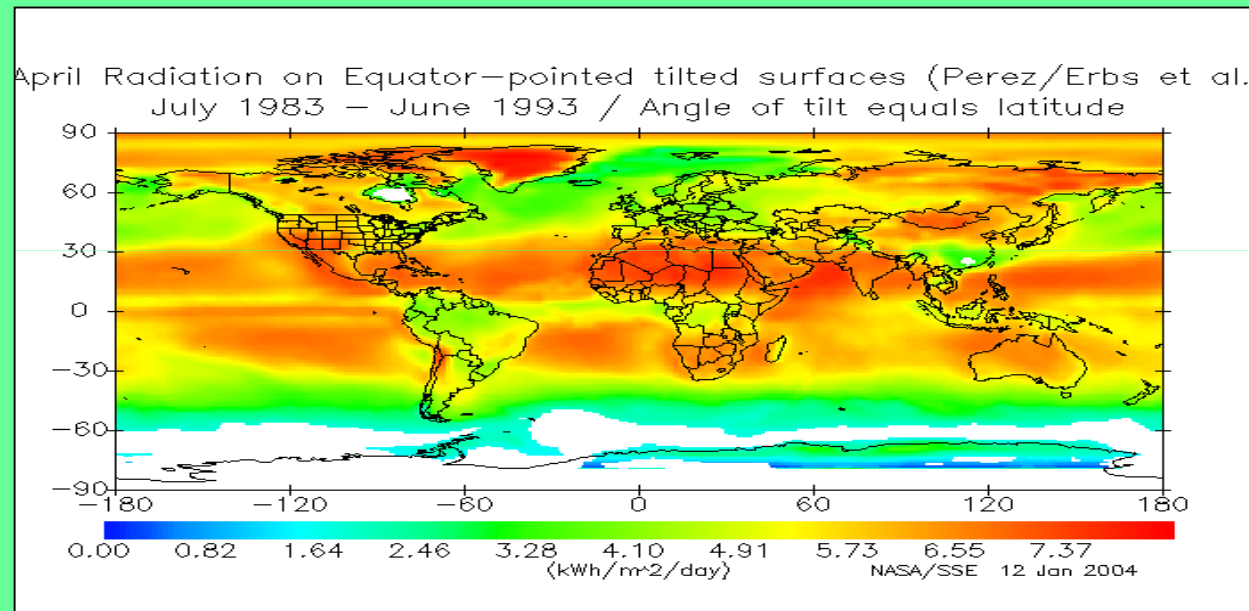 April Radiation on Equator-pointed tilted surfaces (Perez/Erbs et al.
July 1983 - June 1993 / Angle of tilt equals latitude
90
60
30
0
-30
-60
-90
-180 -120 -60 0 60 120 180
0.00 0.82 1.64 2.46 3.28 4.10 4.91 5.73 6.55 7.37
(kWh/m^2/day) NASA/SSE 12 Jan 2004